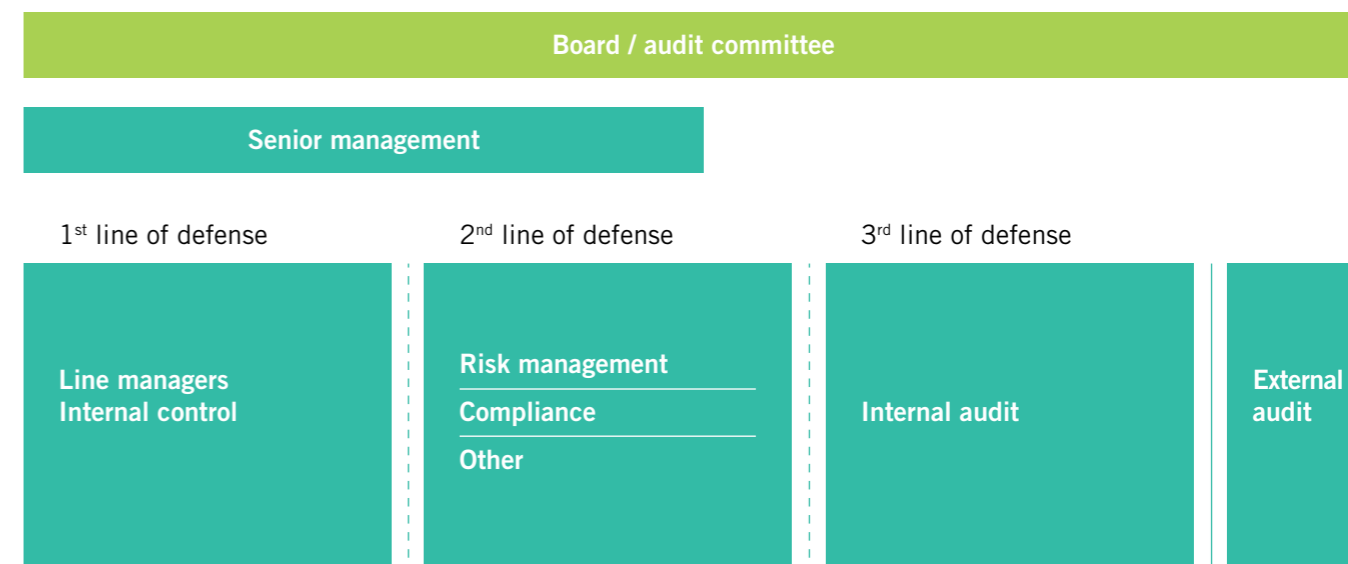 Board / audit committee
Senior management
1st line of defense
2nd line of defense
3rd line of defense
Line managers
Internal control
Risk management
Compliance
Other
Internal audit
External
audit